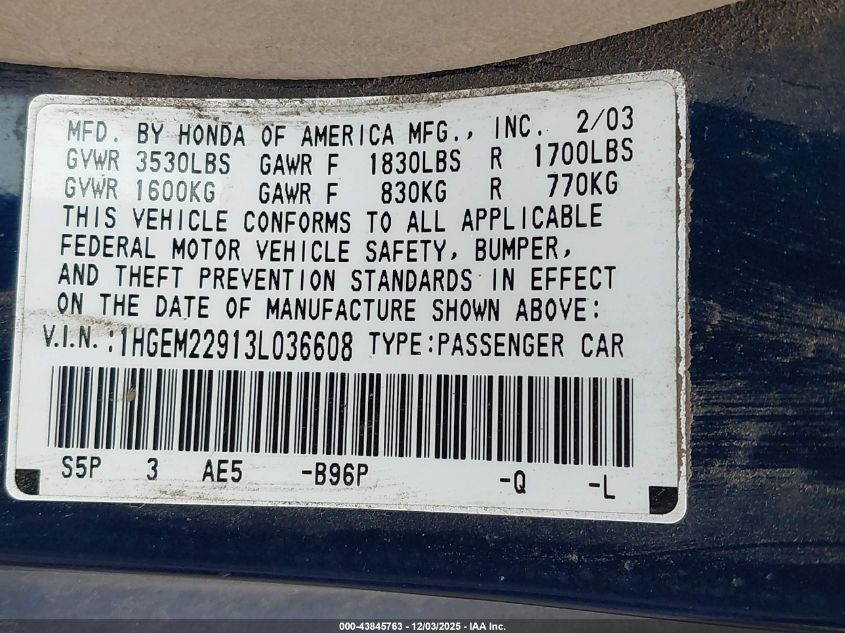 MFD. BY HONDA OF AMERICA MFG., INC. 2/03
GVWR 3530LBS GAWR F 1830LBS R 1700LBS
GVWR 1600KG GAWR F 830KG R 770KG
THIS VEHICLE CONFORMS TO ALL APPLICABLE
FEDERAL MOTOR VEHICLE SAFETY, BUMPER,
AND THEFT PREVENTION STANDARDS IN EFFECT
ON THE DATE OF MANUFACTURE SHOWN ABOVE:
V.I.N.:1HGEM22913L036608 TYPE:PASSENGER CAR
S5P 3 AE5 -B96P -Q -L
000-43845763 - 12/03/2025 - IAA Inc.